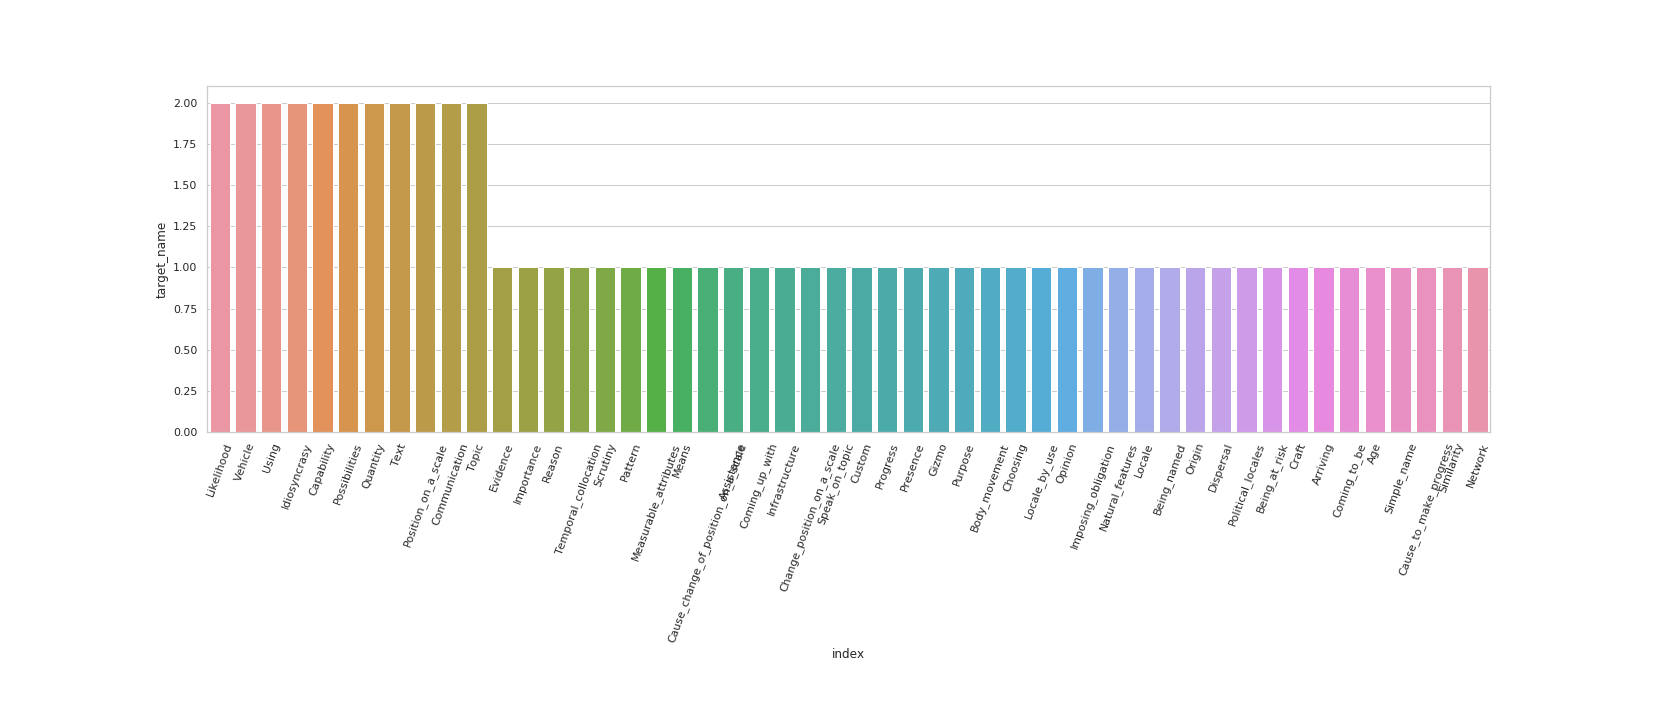 2.00
1.75
1.50
1.25
1.00
0.75
0.50
0.25
0.00
target_name
Likelihood
Vehicle
Using
Idiosyncrasy
Capability
Possibilities
Quantity
Text
Position_on_a_scale
Communication
Topic
Evidence
Importance
Reason
Temporal_collocation
Scrutiny
Pattern
Measurable_attributes
Means
Cause_change_of_position_on_a_scale
Assistance
Coming_up_with
Infrastructure
Change_position_on_a_scale
Speak_on_topic
Custom
Progress
Presence
Gizmo
Purpose
Body_movement
Choosing
Locale_by_use
Opinion
Imposing_obligation
Natural_features
Locale
Being_named
Origin
Dispersal
Political_locales
Being_at_risk
Craft
Arriving
Coming_to_be
Age
Simple_name
Cause_to_make_progress
Similarity
Network
index